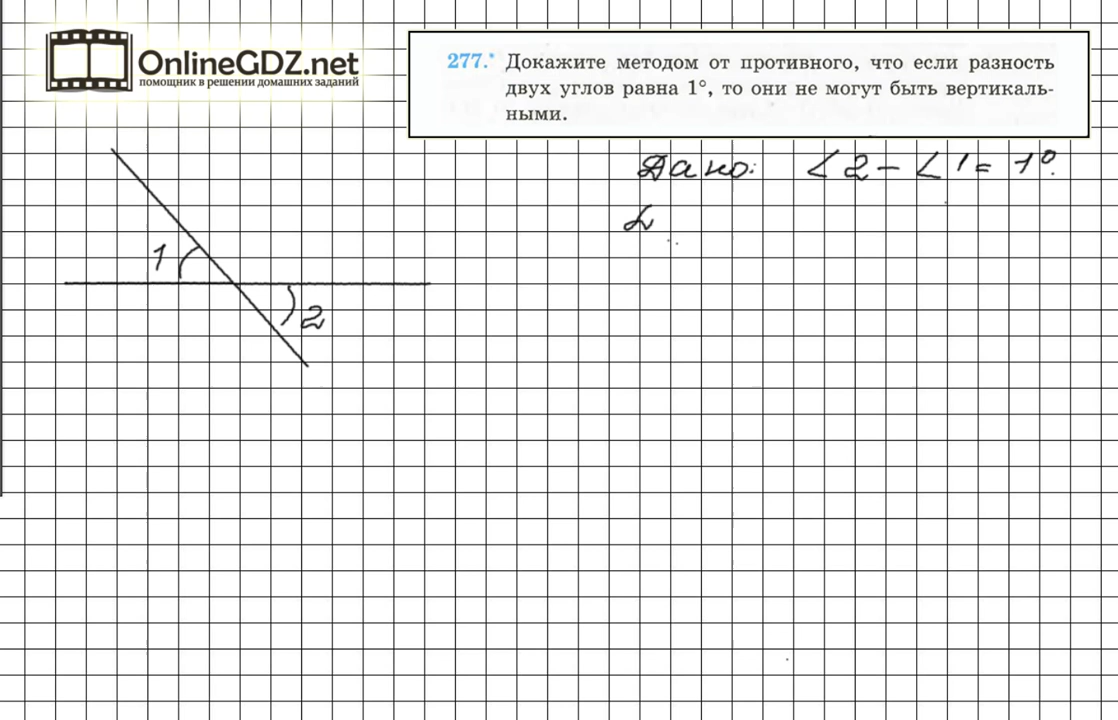 OnlineGDZ.net
помощник в решении домашних заданий
277.* Докажите методом от противного, что если разность
двух углов равна 1°, то они не могут быть вертикаль-
ными.
Дано: ∠2 − ∠1 = 1°.
1
2